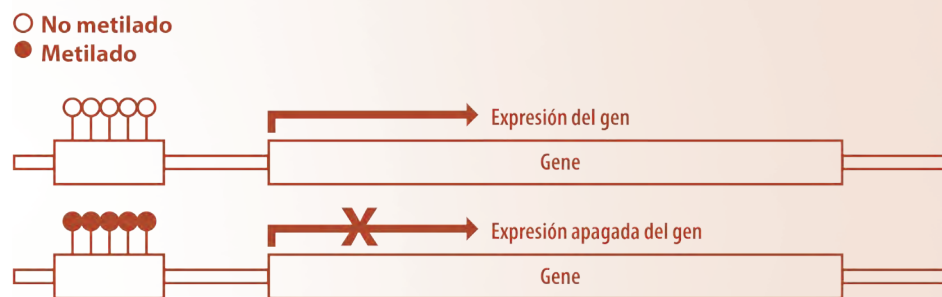 No metilado
Metilado
Expresión del gen
Gene
X
Expresión apagada del gen
Gene